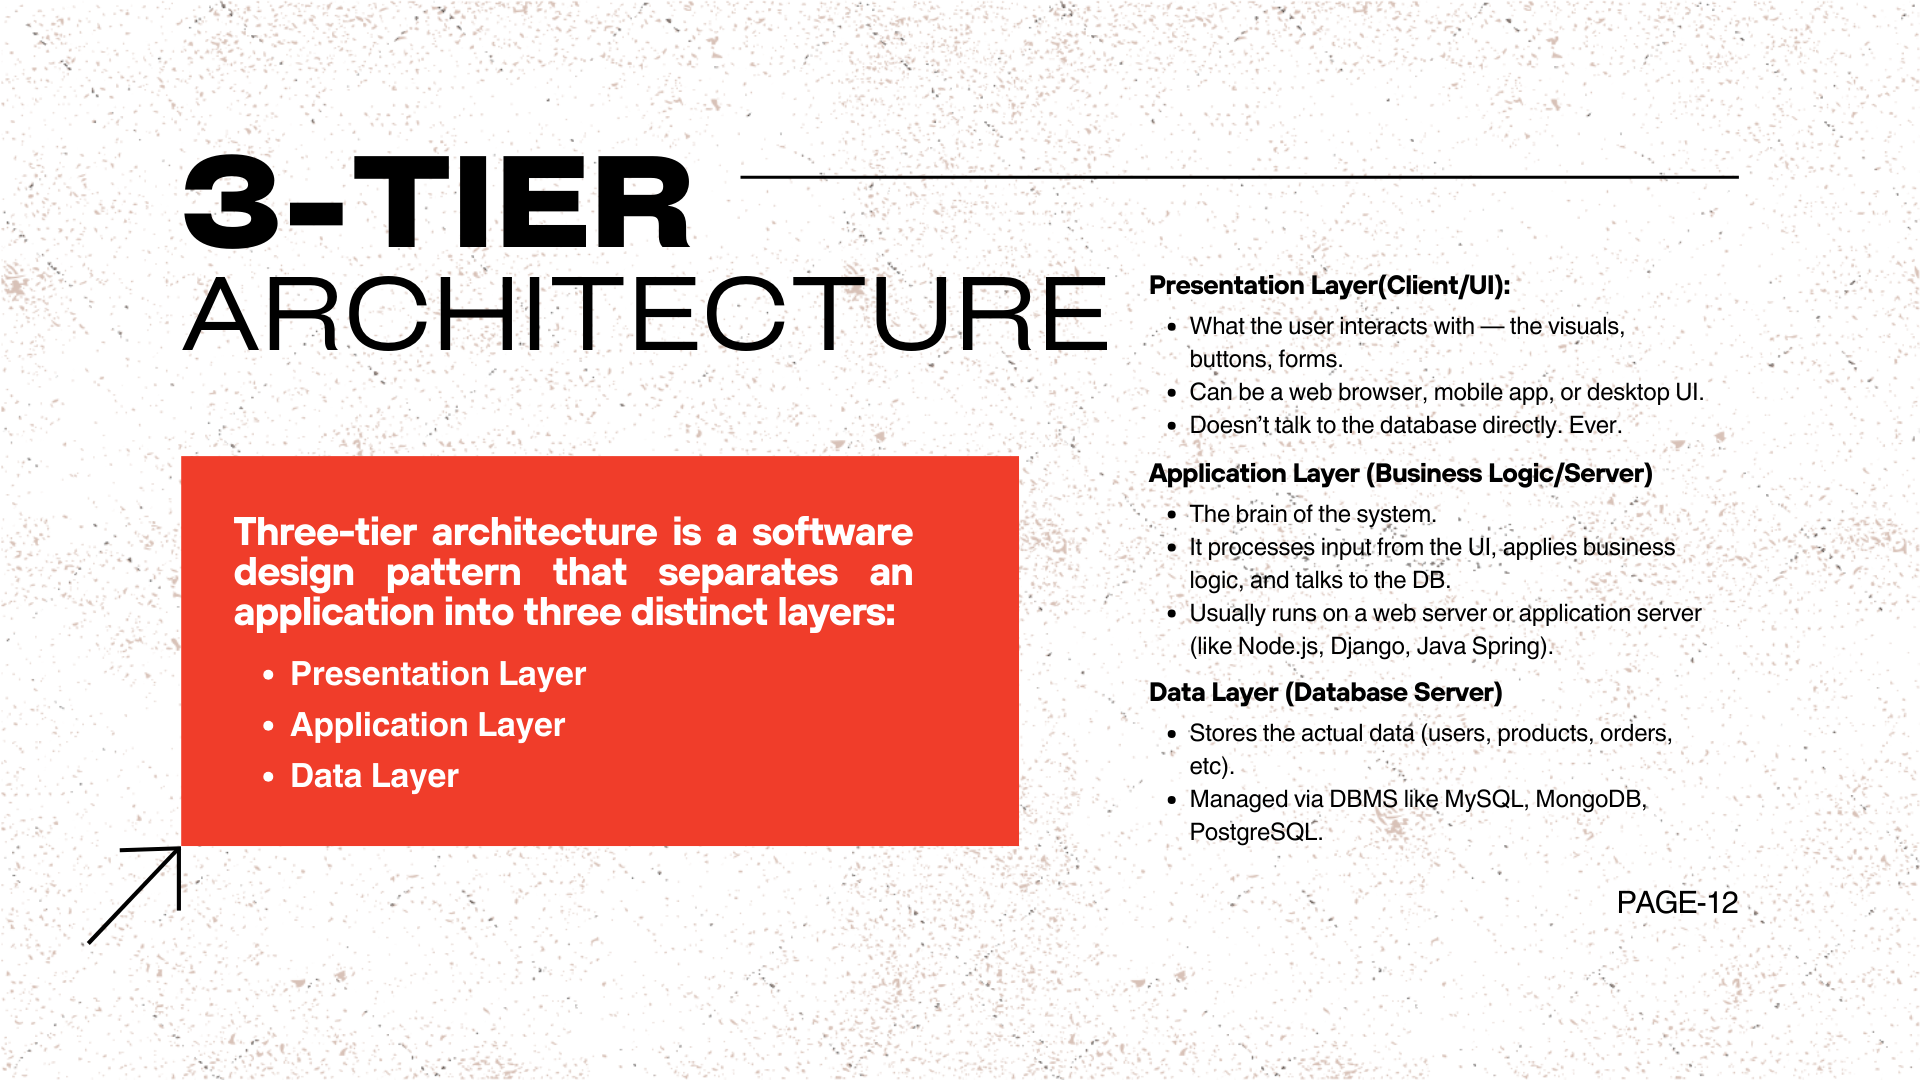 3-TIER
ARCHITECTURE
Three-tier architecture is a software
design pattern that separates an
application into three distinct layers:
• Presentation Layer
• Application Layer
• Data Layer
Presentation Layer(Client/UI):
• What the user interacts with — the visuals,
buttons, forms.
• Can be a web browser, mobile app, or desktop UI.
• Doesn’t talk to the database directly. Ever.
Application Layer (Business Logic/Server)
• The brain of the system.
• It processes input from the UI, applies business
logic, and talks to the DB.
• Usually runs on a web server or application server
(like Node.js, Django, Java Spring).
Data Layer (Database Server)
• Stores the actual data (users, products, orders,
etc).
• Managed via DBMS like MySQL, MongoDB,
PostgreSQL.
PAGE-12